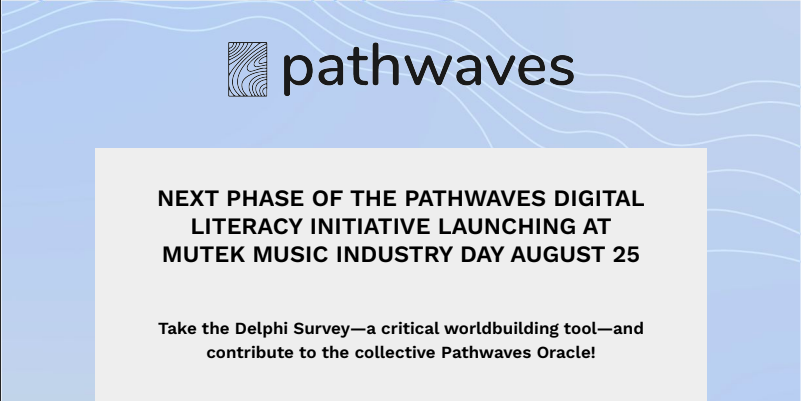 pathwaves
NEXT PHASE OF THE PATHWAVES DIGITAL
LITERACY INITIATIVE LAUNCHING AT
MUTEK MUSIC INDUSTRY DAY AUGUST 25
Take the Delphi Survey—a critical worldbuilding tool—and
contribute to the collective Pathwaves Oracle!